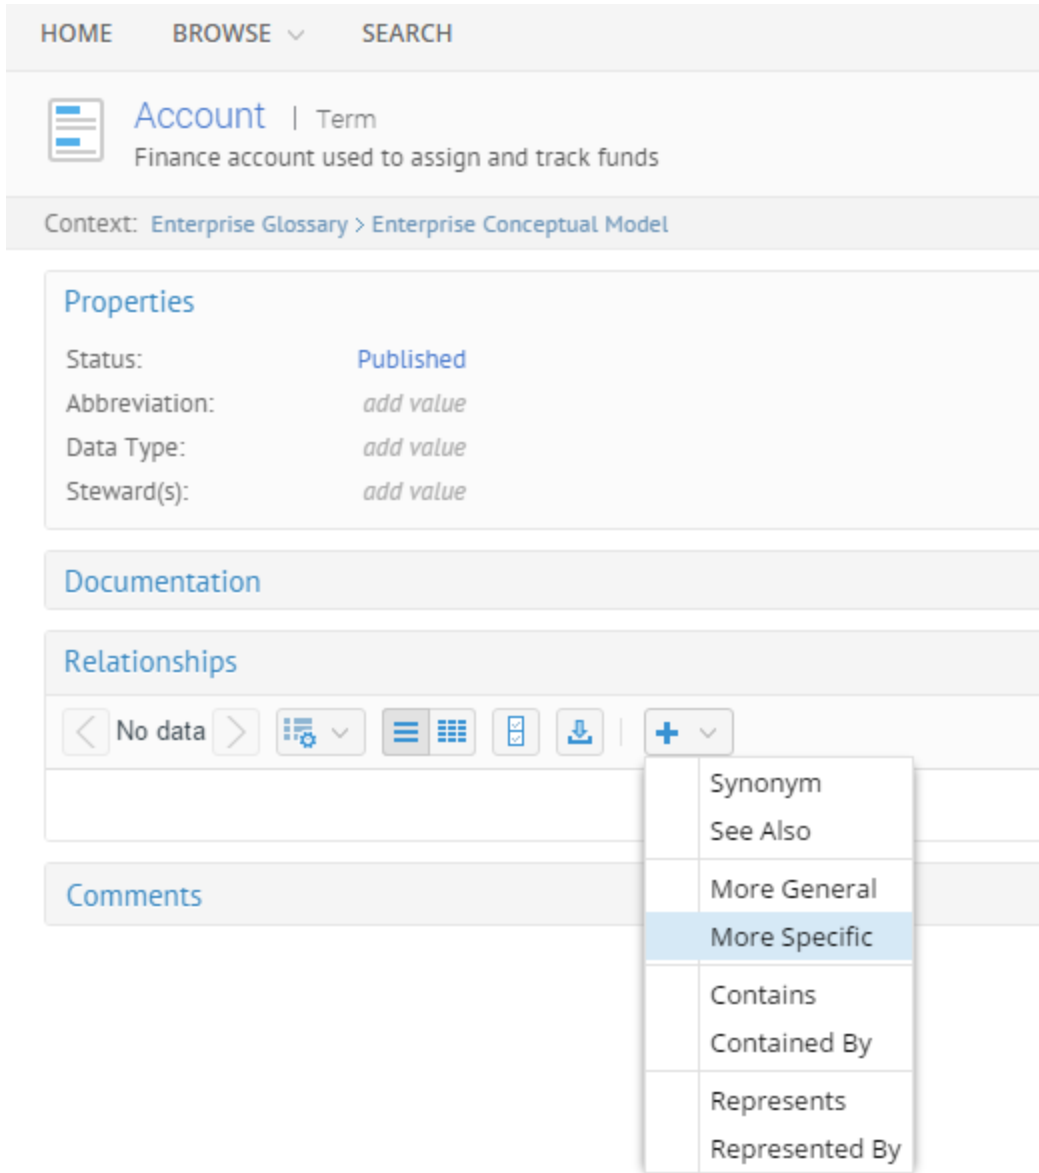 HOME BROWSE SEARCH
Account | Term
Finance account used to assign and track funds
Context: Enterprise Glossary > Enterprise Conceptual Model
Properties
Status: Published
Abbreviation: add value
Data Type: add value
Steward(s): add value
Documentation
Relationships
No data
Synonym
See Also
More General
More Specific
Contains
Contained By
Represents
Represented By
Comments